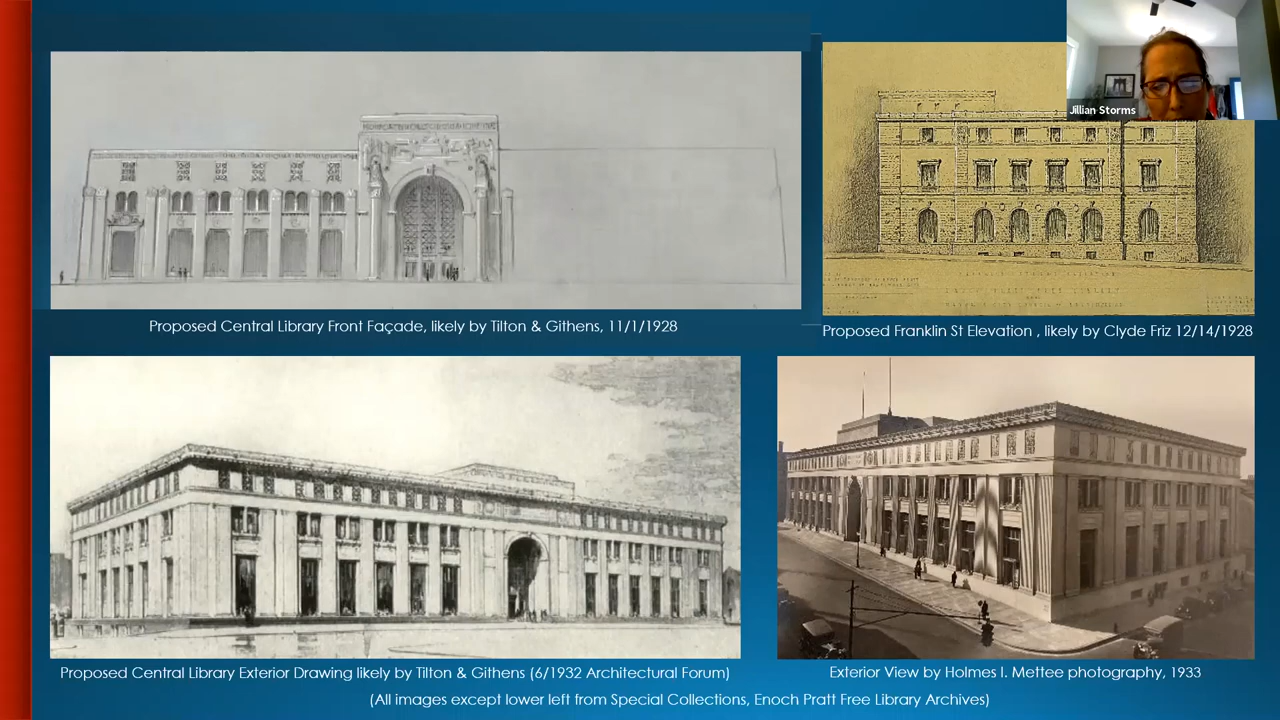 Jillian Storms
Proposed Central Library Front Façade, likely by Tilton & Githens, 11/1/1928
Proposed Franklin St Elevation , likely by Clyde Friz 12/14/1928
Proposed Central Library Exterior Drawing likely by Tilton & Githens (6/1932 Architectural Forum)
Exterior View by Holmes I. Mettee photography, 1933
(All images except lower left from Special Collections, Enoch Pratt Free Library Archives)